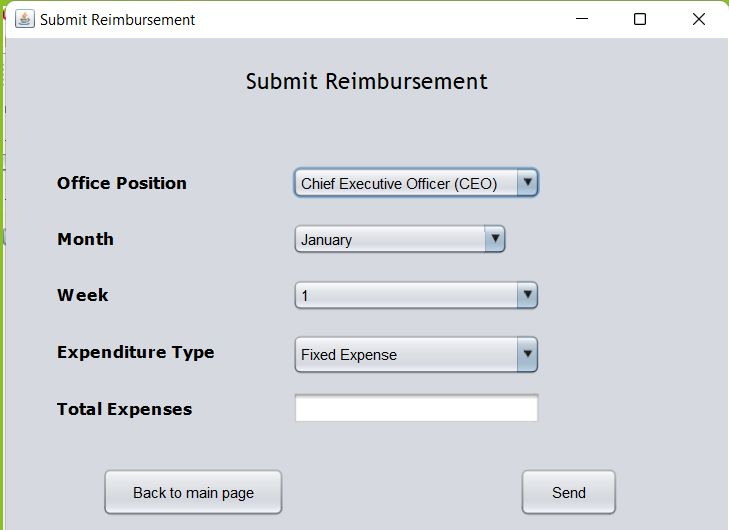 Submit Reimbursement
Submit Reimbursement
Office Position Chief Executive Officer (CEO)
Month January
Week 1
Expenditure Type Fixed Expense
Total Expenses
Back to main page Send